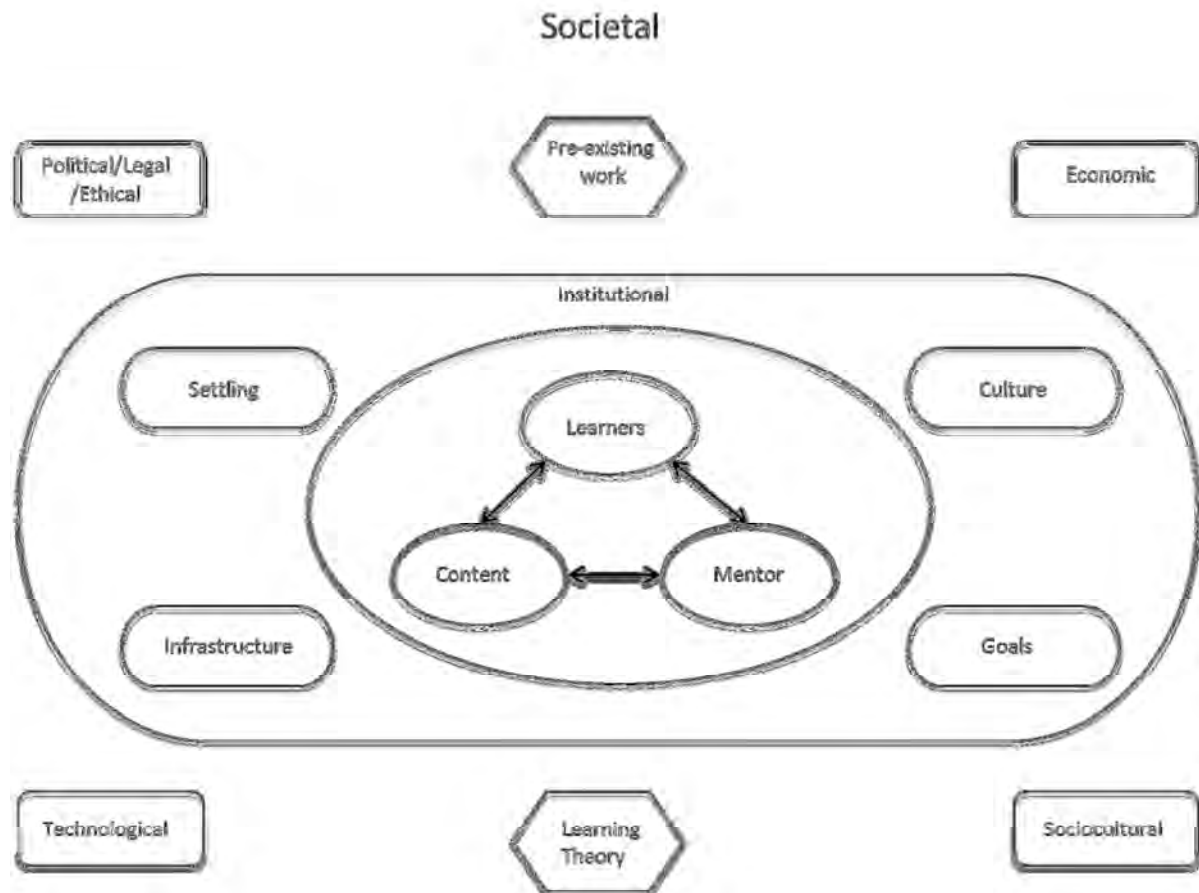 Societal
Political/Legal
/Ethical
Pre-existing
work
Economic
Institutional
Settling
Culture
Learners
Content
Mentor
Infrastructure
Goals
Technological
Learning
Theory
Sociocultural